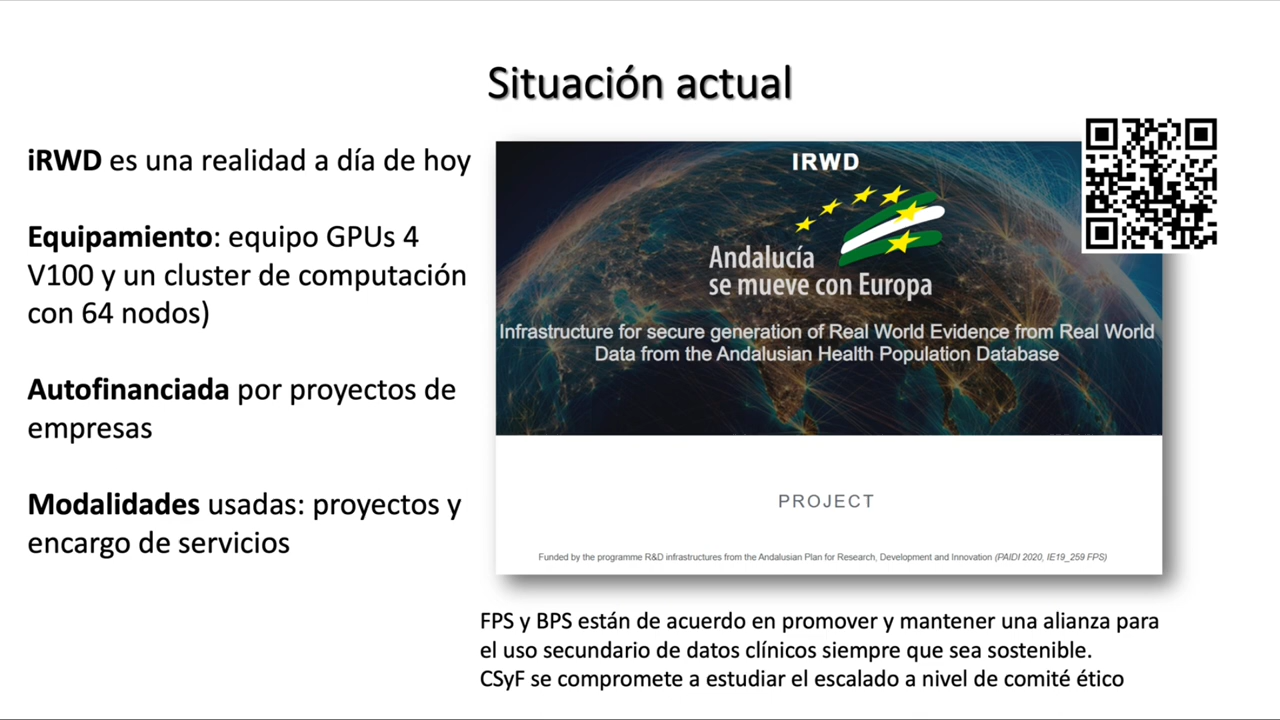 Situación actual
iRWD es una realidad a día de hoy
Equipamiento: equipo GPUs 4
V100 y un cluster de computación
con 64 nodos)
Autofinanciada por proyectos de
empresas
Modalidades usadas: proyectos y
encargo de servicios
IRWD
Andalucía
se mueve con Europa
Infrastructure for secure generation of Real World Evidence from Real World
Data from the Andalusian Health Population Database
PROJECT
Funded by the programme R&D infrastructures from the Andalusian Plan for Research, Development and Innovation (PAIDI 2020, IE19_259 FPS)
FPS y BPS están de acuerdo en promover y mantener una alianza para
el uso secundario de datos clínicos siempre que sea sostenible.
CSyF se compromete a estudiar el escalado a nivel de comité ético